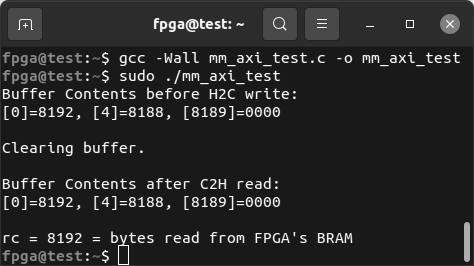 fpga@test: ~
fpga@test:~$ gcc -Wall mm_axi_test.c -o mm_axi_test
fpga@test:~$ sudo ./mm_axi_test
Buffer Contents before H2C write:
[0]=8192, [4]=8188, [8189]=0000
Clearing buffer.
Buffer Contents after C2H read:
[0]=8192, [4]=8188, [8189]=0000
rc = 8192 = bytes read from FPGA's BRAM
fpga@test:~$